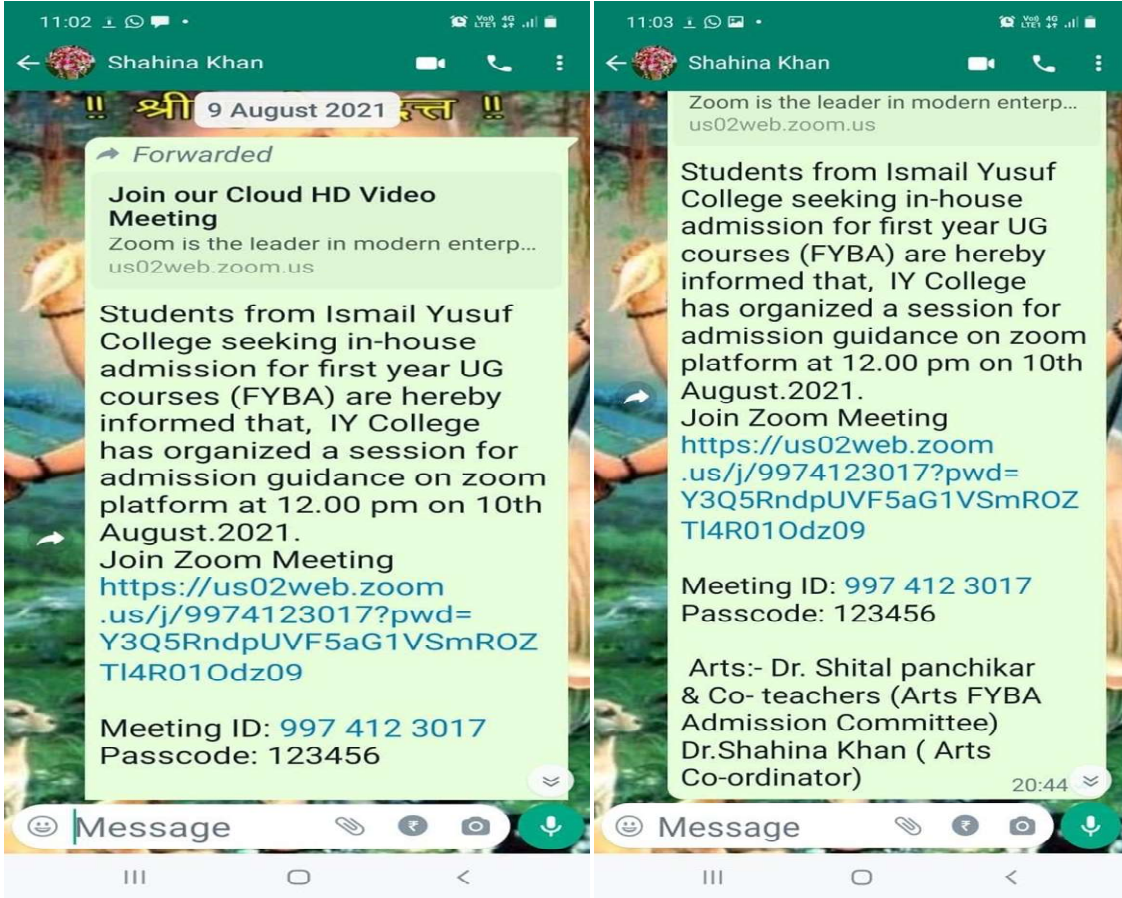 11:02
Vo) 4G
LTE1
Shahina Khan
!! श्री
9 August 2021
दत्त !!
Forwarded
Join our Cloud HD Video
Meeting
Zoom is the leader in modern enterp...
us02web.zoom.us
Students from Ismail Yusuf
College seeking in-house
admission for first year UG
courses (FYBA) are hereby
informed that, IY College
has organized a session for
admission guidance on zoom
platform at 12.00 pm on 10th
August.2021.
Join Zoom Meeting
https://us02web.zoom
.us/j/9974123017?pwd=
Y3Q5RndpUVF5aG1VSmROZ
Tl4R01Odz09
Meeting ID: 997 412 3017
Passcode: 123456
Message
11:03
Vo) 4G
LTE1
Shahina Khan
Zoom is the leader in modern enterp...
us02web.zoom.us
Students from Ismail Yusuf
College seeking in-house
admission for first year UG
courses (FYBA) are hereby
informed that, IY College
has organized a session for
admission guidance on zoom
platform at 12.00 pm on 10th
August.2021.
Join Zoom Meeting
https://us02web.zoom
.us/j/9974123017?pwd=
Y3Q5RndpUVF5aG1VSmROZ
Tl4R01Odz09
Meeting ID: 997 412 3017
Passcode: 123456
Arts:- Dr. Shital panchikar
& Co- teachers (Arts FYBA
Admission Committee)
Dr.Shahina Khan ( Arts
Co-ordinator)
20:44
Message